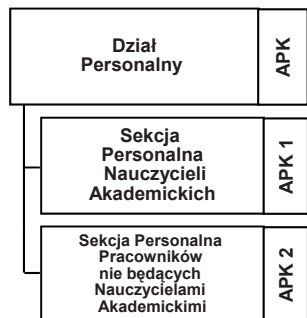 Dział
Personalny
APK
Sekcja
Personalna
Nauczycieli
Akademickich
APK 1
Sekcja Personalna
Pracowników
nie będących
Nauczycielami
Akademickimi
APK 2